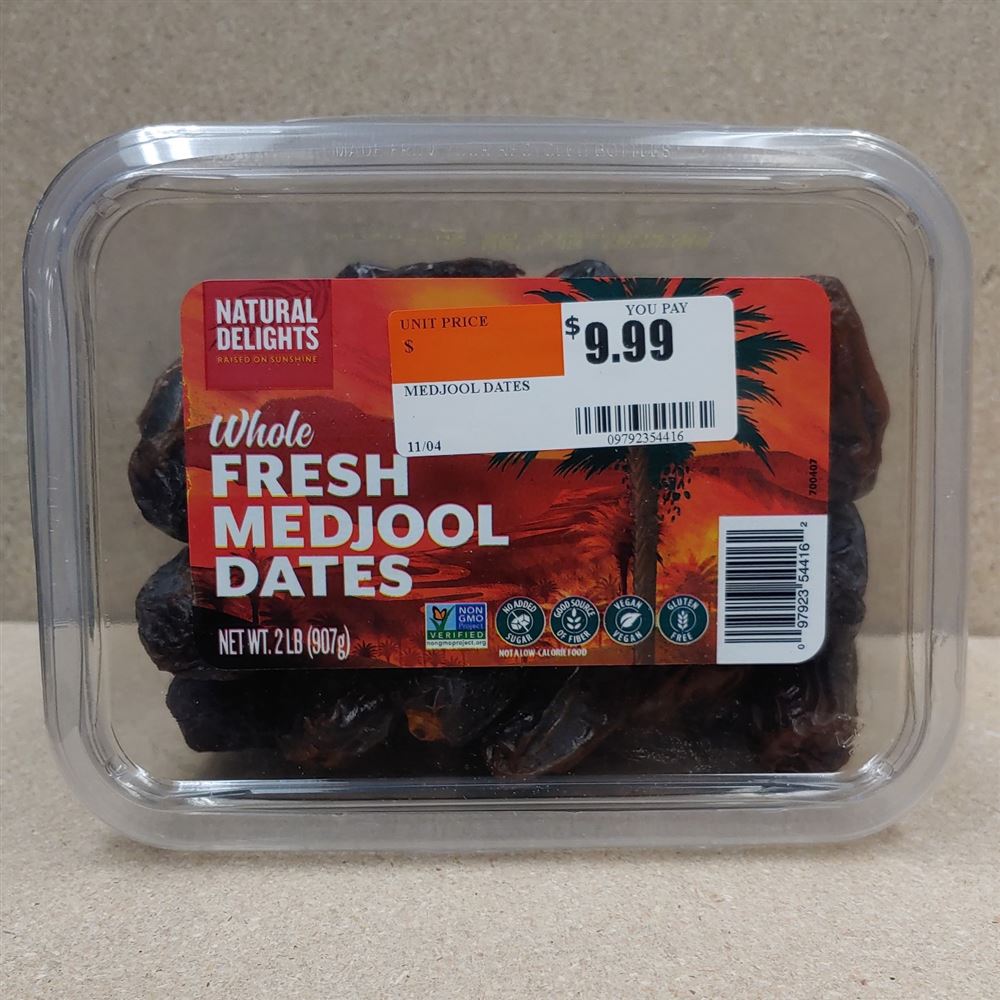 NATURAL
DELIGHTS
RAISED ON SUNSHINE
UNIT PRICE
$
YOU PAY
$9.99
MEDJOOL DATES
11/04
09792354416
Whole
FRESH
MEDJOOL
DATES
NET WT. 2 LB (907g)
NON
GMO
Project
VERIFIED
nongmoproject.org
NO ADDED
SUGAR
GOOD SOURCE
OF FIBER
VEGAN
VEGAN
GLUTEN
FREE
NOT A LOW-CALORIE FOOD
700407
0 97923 54416 2